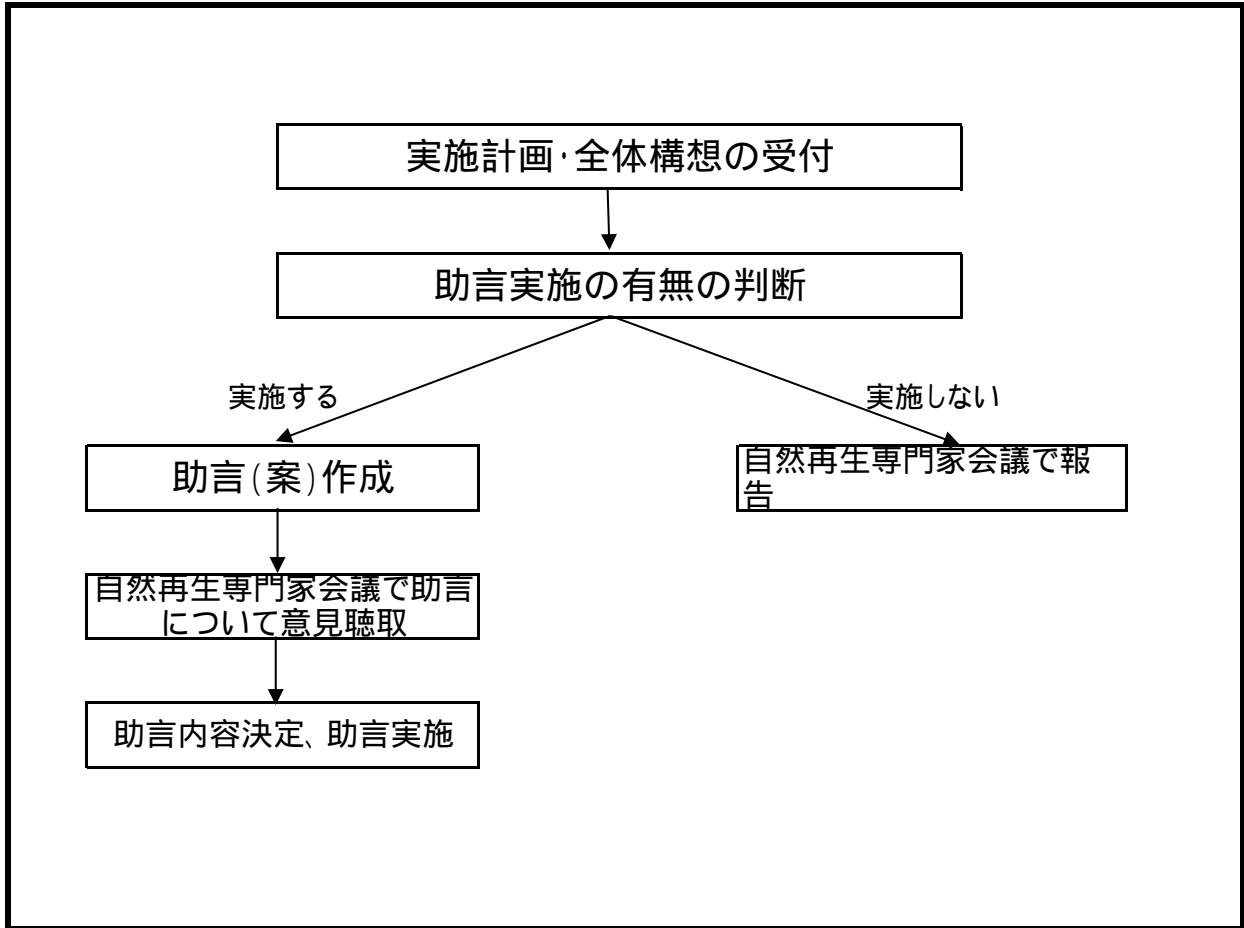 実施計画・全体構想の受付
助言実施の有無の判断
実施する
実施しない
助言(案)作成
自然再生専門家会議で報
告
自然再生専門家会議で助言
について意見聴取
助言内容決定、助言実施